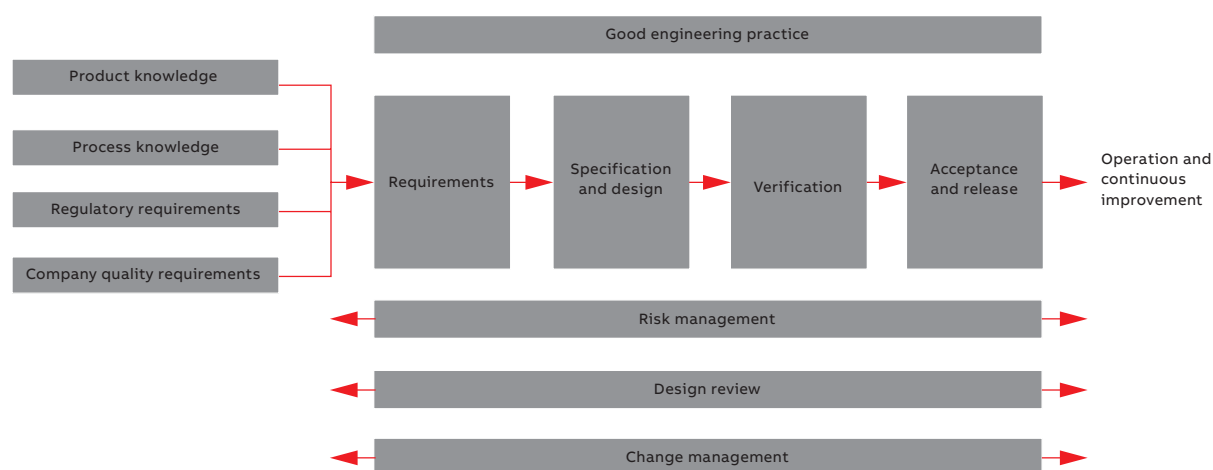 Good engineering practice
Product knowledge
Process knowledge
Regulatory requirements
Company quality requirements
Requirements
Specification
and design
Verification
Acceptance
and release
Operation and
continuous
improvement
Risk management
Design review
Change management